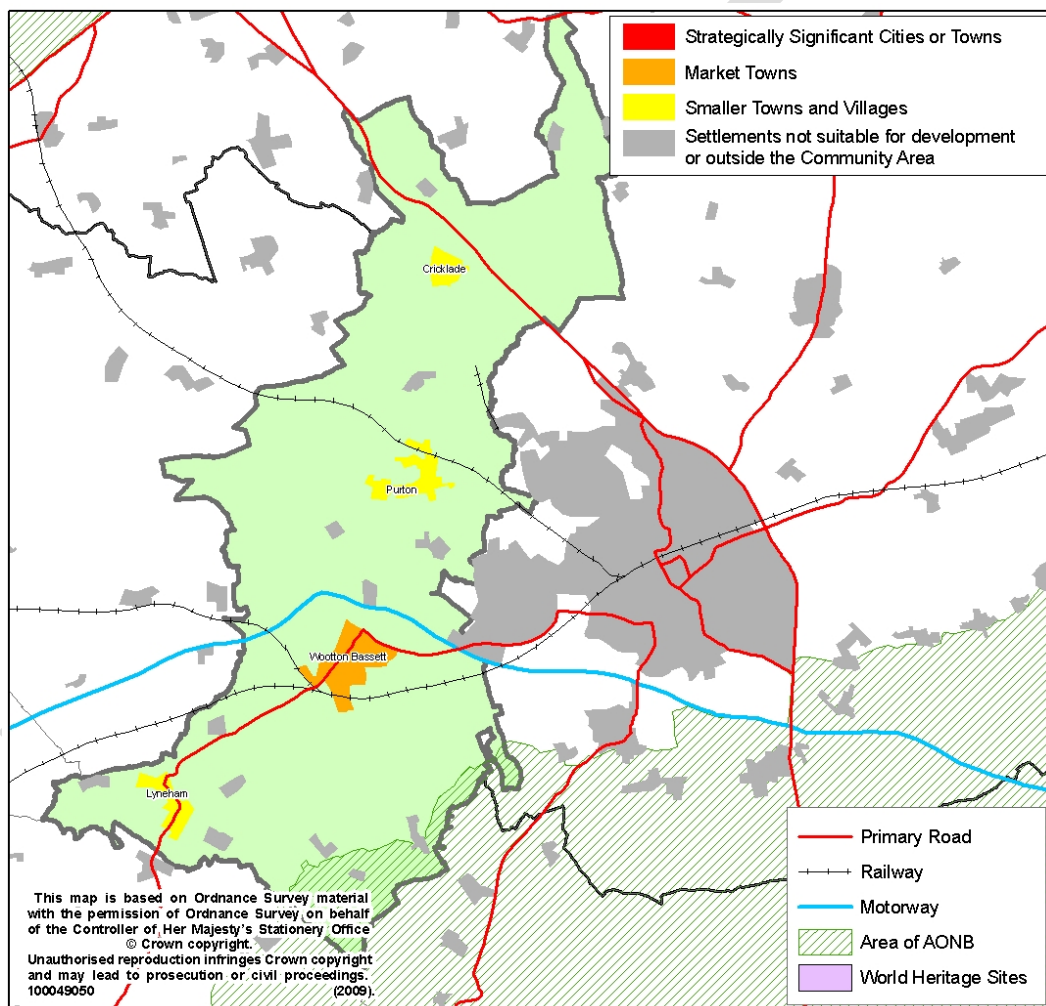 Strategically Significant Cities or Towns
Market Towns
Smaller Towns and Villages
Settlements not suitable for development
or outside the Community Area
Cricklade
Purton
Wootton Bassett
Lyneham
Primary Road
Railway
Motorway
Area of AONB
World Heritage Sites
This map is based on Ordnance Survey material
with the permission of Ordnance Survey on behalf
of the Controller of Her Majesty's Stationery Office
© Crown copyright.
Unauthorised reproduction infringes Crown copyright
and may lead to prosecution or civil proceedings.
100049050 (2009).